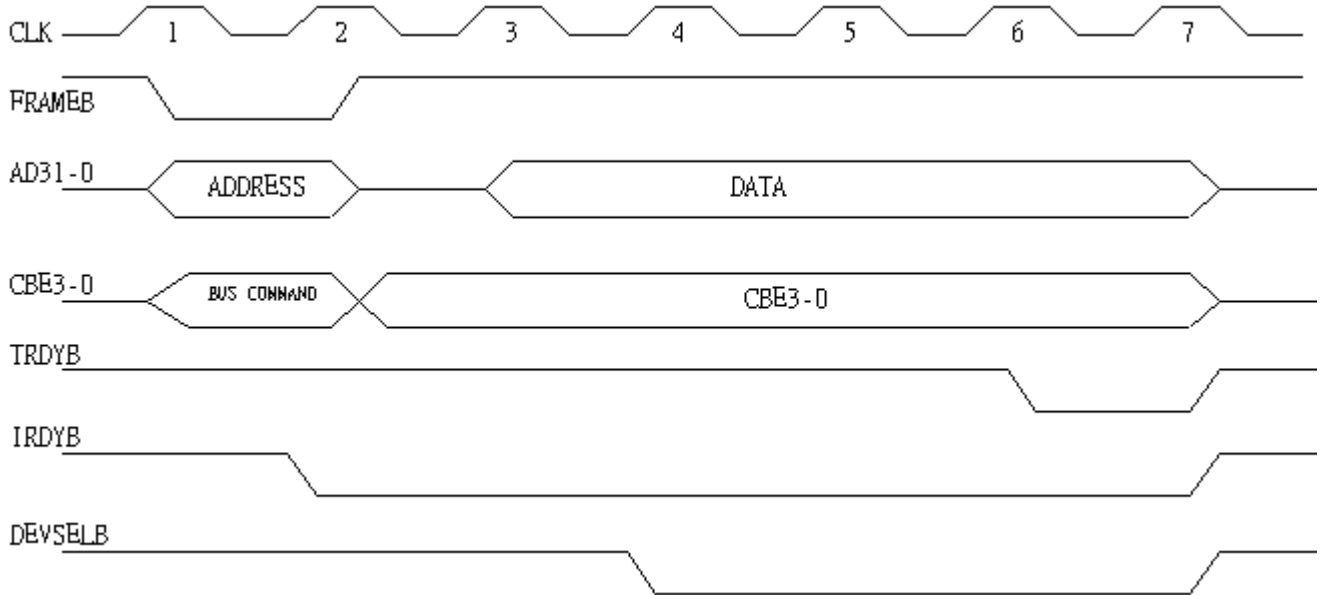 CLK 1 2 3 4 5 6 7
FRAMEB
AD31-0 ADDRESS DATA
CBE3-0 BUS COMMAND CBE3-0
TRDYB
IRDYB
DEVSELB